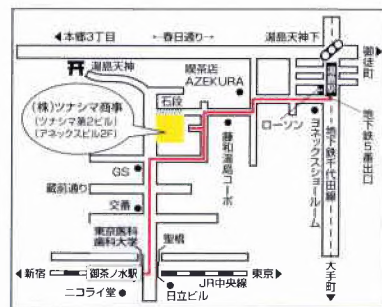 ◀本郷3丁目
←春日通り→
湯島天神下
御徒町▶
湯島天神
喫茶店
AZEKURA
湯島駅
石段
(株)ツナシマ商事
(ツナシマ第2ビル)
(アネックスビル2F)
ローソン
地下鉄5番出口
ヨネックスショールーム
地下鉄千代田線
藤和湯島コーポ
GS
蔵前通り
交番
東京医科
歯科大学
聖橋
◀新宿
御茶ノ水駅
JR中央線
東京▶
大手町▼
ニコライ堂
日立ビル